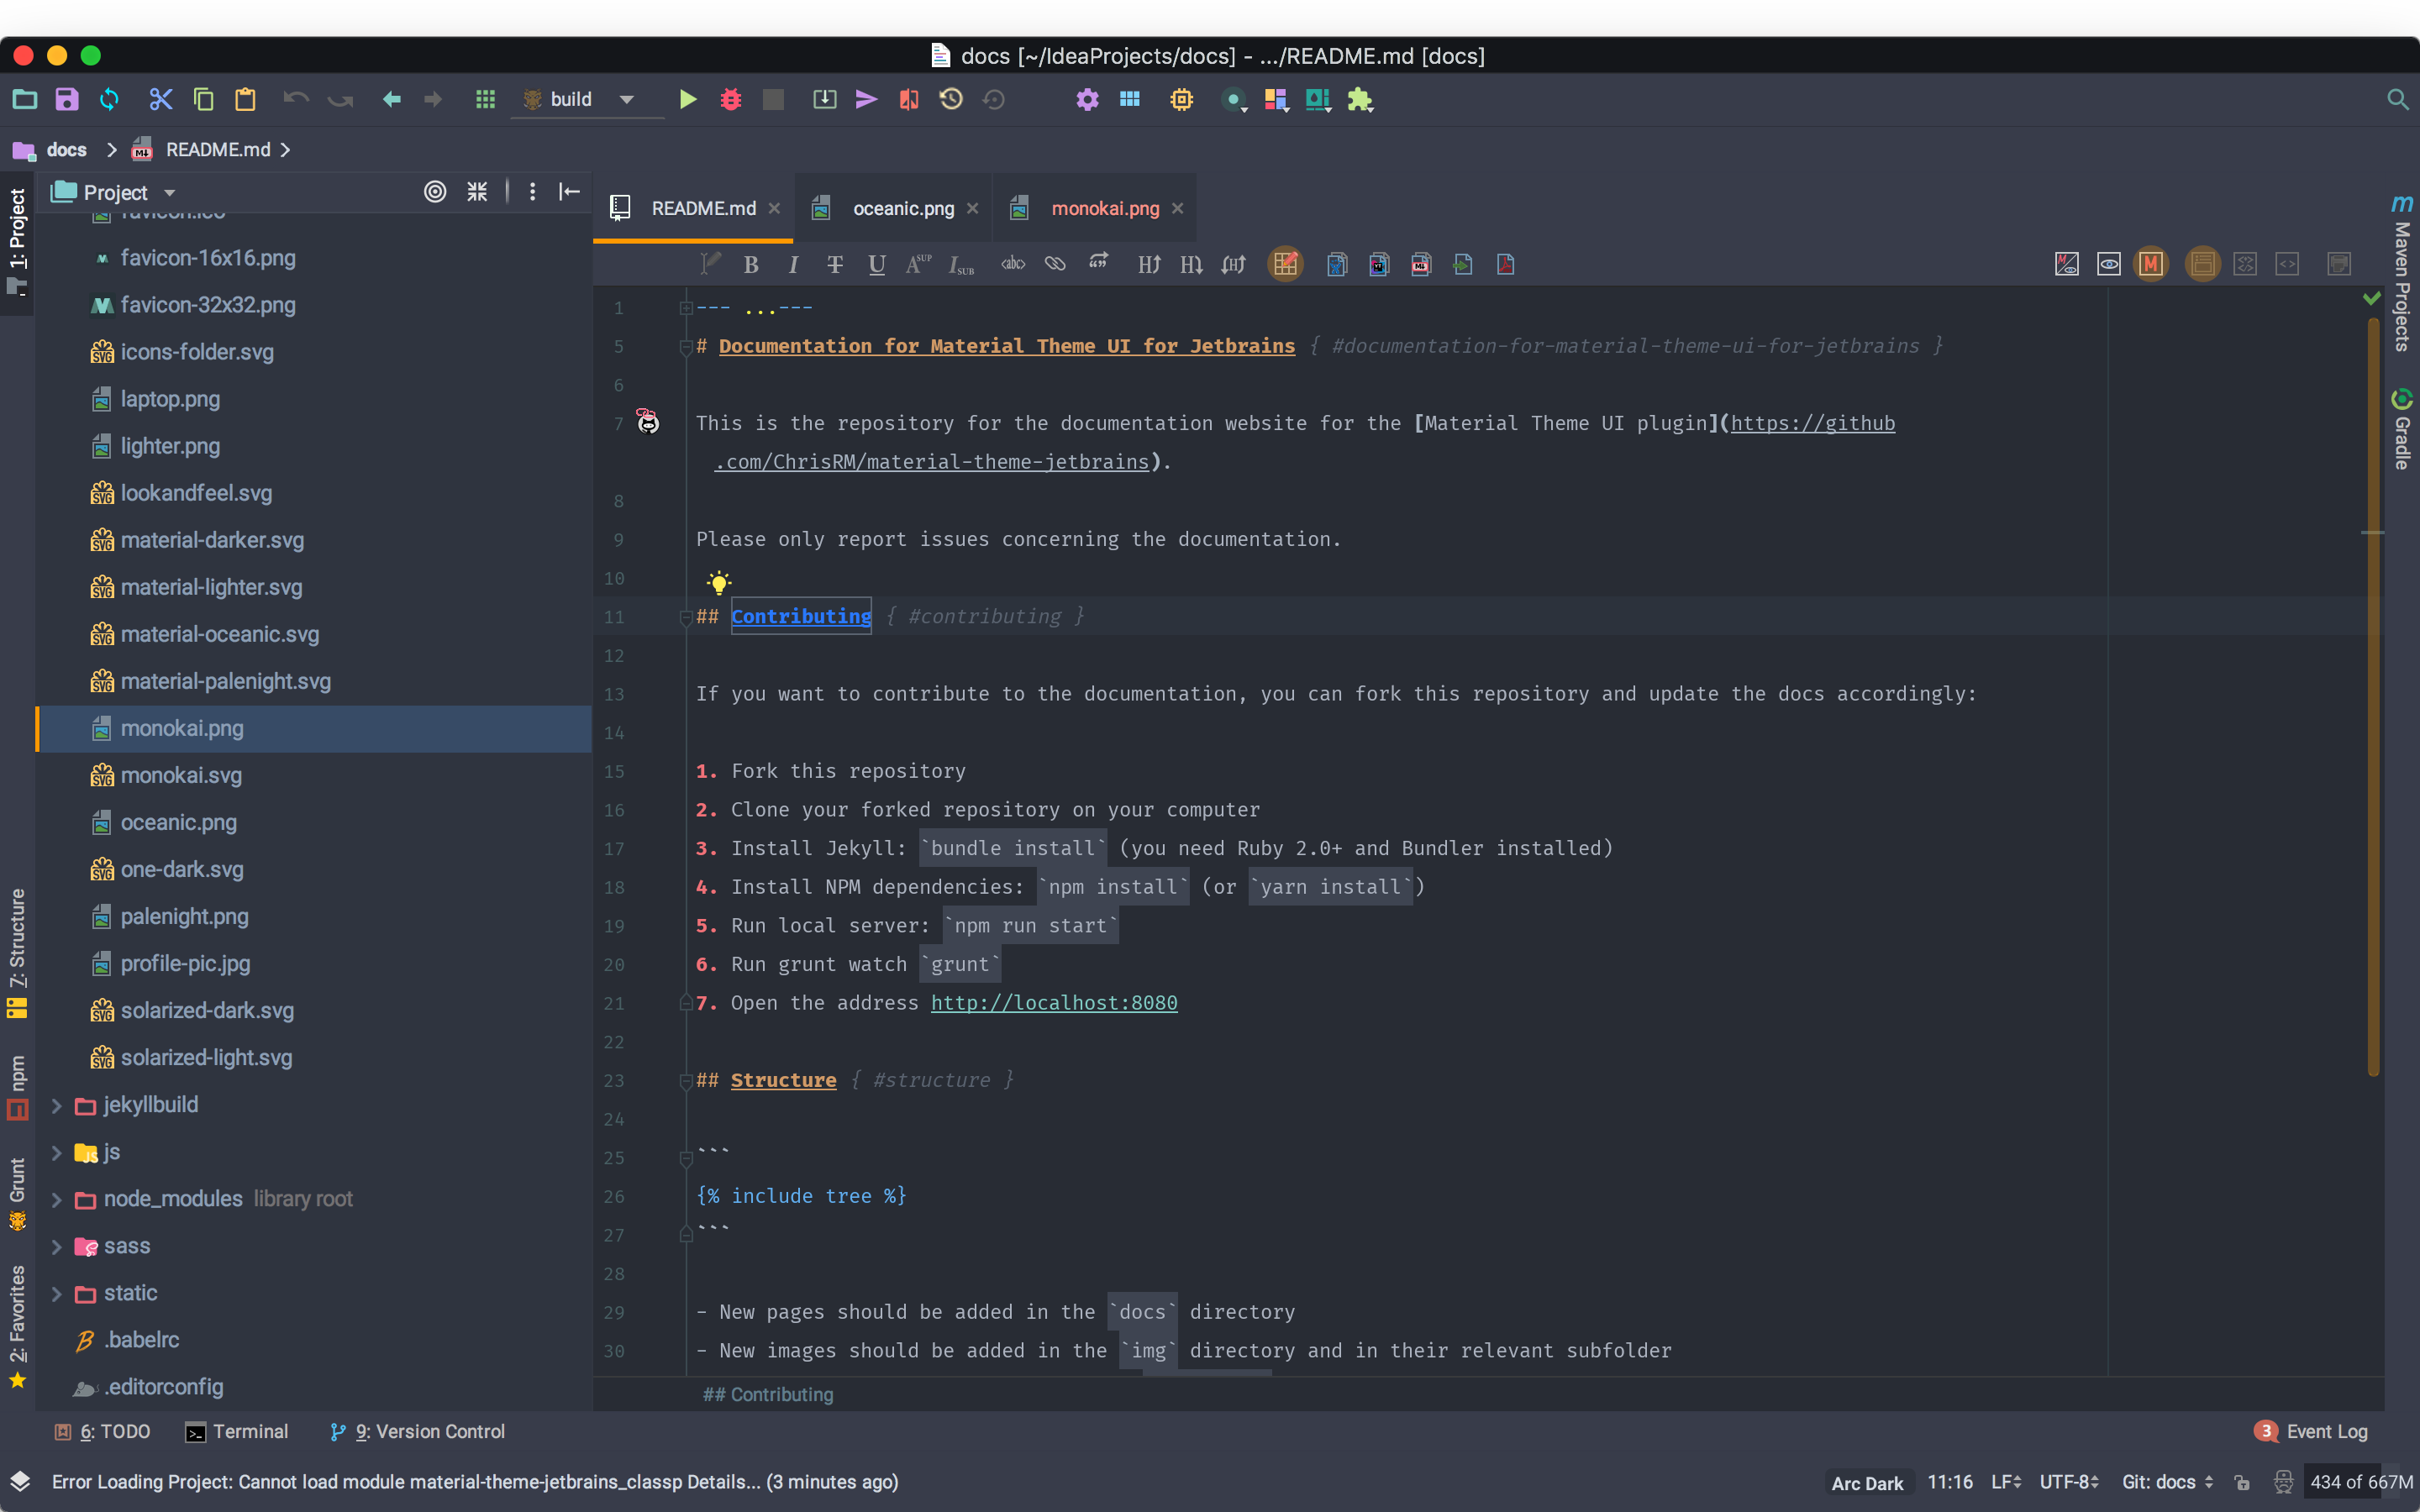 docs [~/IdeaProjects/docs] - .../README.md [docs]
build
docs
README.md
1: Project
Project
README.md
oceanic.png
monokai.png
favicon.ico
favicon-16x16.png
favicon-32x32.png
icons-folder.svg
laptop.png
lighter.png
lookandfeel.svg
material-darker.svg
material-lighter.svg
material-oceanic.svg
material-palenight.svg
monokai.png
monokai.svg
oceanic.png
one-dark.svg
palenight.png
profile-pic.jpg
solarized-dark.svg
solarized-light.svg
jekyllbuild
js
node_modules library root
sass
static
.babelrc
.editorconfig
7: Structure
npm
Grunt
2: Favorites
1 --- ...---
5 # Documentation for Material Theme UI for Jetbrains { #documentation-for-material-theme-ui-for-jetbrains }
6
7 This is the repository for the documentation website for the [Material Theme UI plugin](https://github
.com/ChrisRM/material-theme-jetbrains).
8
9 Please only report issues concerning the documentation.
10
11 ## Contributing { #contributing }
12
13 If you want to contribute to the documentation, you can fork this repository and update the docs accordingly:
14
15 1. Fork this repository
16 2. Clone your forked repository on your computer
17 3. Install Jekyll: `bundle install` (you need Ruby 2.0+ and Bundler installed)
18 4. Install NPM dependencies: `npm install` (or `yarn install`)
19 5. Run local server: `npm run start`
20 6. Run grunt watch `grunt`
21 7. Open the address http://localhost:8080
22
23 ## Structure { #structure }
24
25 ```
26 {% include tree %}
27 ```
28
29 - New pages should be added in the `docs` directory
30 - New images should be added in the `img` directory and in their relevant subfolder
## Contributing
Maven Projects
Gradle
6: TODO
Terminal
9: Version Control
3 Event Log
Error Loading Project: Cannot load module material-theme-jetbrains_classp Details... (3 minutes ago)
Arc Dark
11:16
LF
UTF-8
Git: docs
434 of 667M